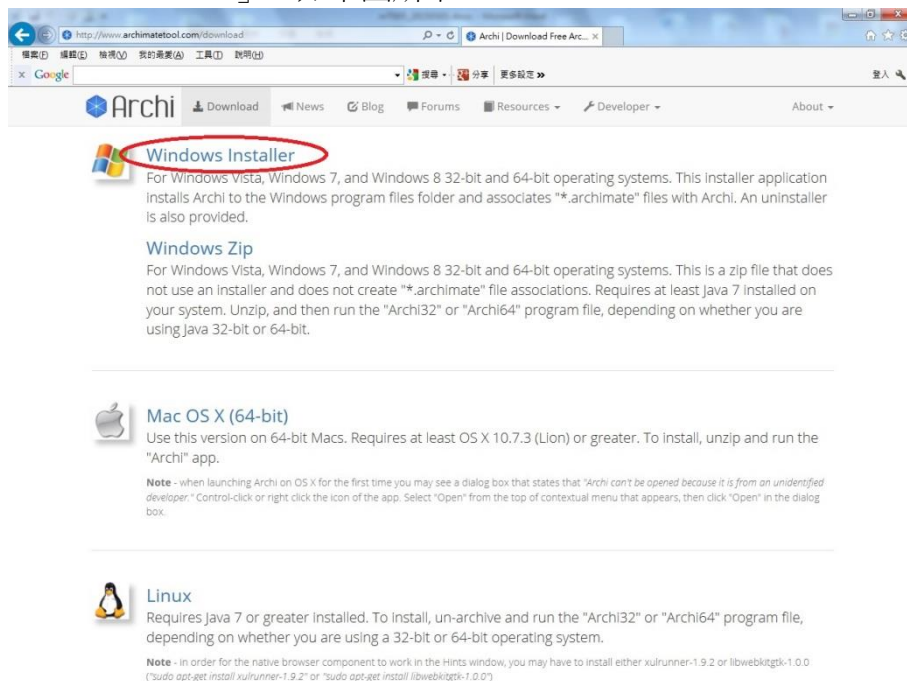 http://www.archimatetool.com/download
Archi | Download Free Arc...
檔案(F) 編輯(E) 檢視(V) 我的最愛(A) 工具(T) 說明(H)
x Google 搜尋 分享 更多設定 » 登入
Archi Download News Blog Forums Resources Developer About
Windows Installer
For Windows Vista, Windows 7, and Windows 8 32-bit and 64-bit operating systems. This installer application
installs Archi to the Windows program files folder and associates "*.archimate" files with Archi. An uninstaller
is also provided.
Windows Zip
For Windows Vista, Windows 7, and Windows 8 32-bit and 64-bit operating systems. This is a zip file that does
not use an installer and does not create "*.archimate" file associations. Requires at least Java 7 installed on
your system. Unzip, and then run the "Archi32" or "Archi64" program file, depending on whether you are
using Java 32-bit or 64-bit.
Mac OS X (64-bit)
Use this version on 64-bit Macs. Requires at least OS X 10.7.3 (Lion) or greater. To install, unzip and run the
"Archi" app.
Note - when launching Archi on OS X for the first time you may see a dialog box that states that "Archi can't be opened because it is from an unidentified
developer." Control-click or right click the icon of the app. Select "Open" from the top of contextual menu that appears, then click "Open" in the dialog
box.
Linux
Requires Java 7 or greater installed. To install, un-archive and run the "Archi32" or "Archi64" program file,
depending on whether you are using a 32-bit or 64-bit operating system.
Note - in order for the native browser component to work in the Hints window, you may have to install either xulrunner-1.9.2 or libwebkitgtk-1.0.0
("sudo apt-get install xulrunner-1.9.2" or "sudo apt-get install libwebkitgtk-1.0.0")